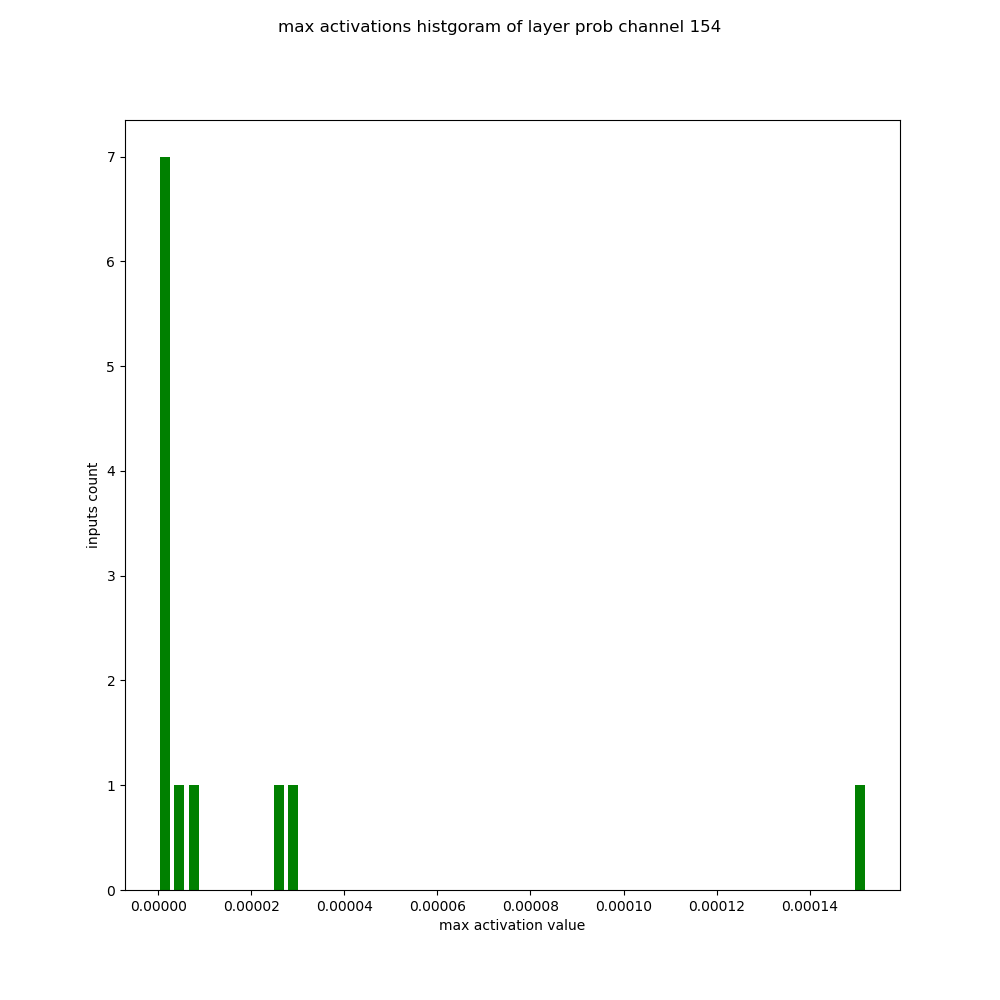 max activations histgoram of layer prob channel 154
7
6
5
4
3
2
1
0
inputs count
0.00000 0.00002 0.00004 0.00006 0.00008 0.00010 0.00012 0.00014
max activation value